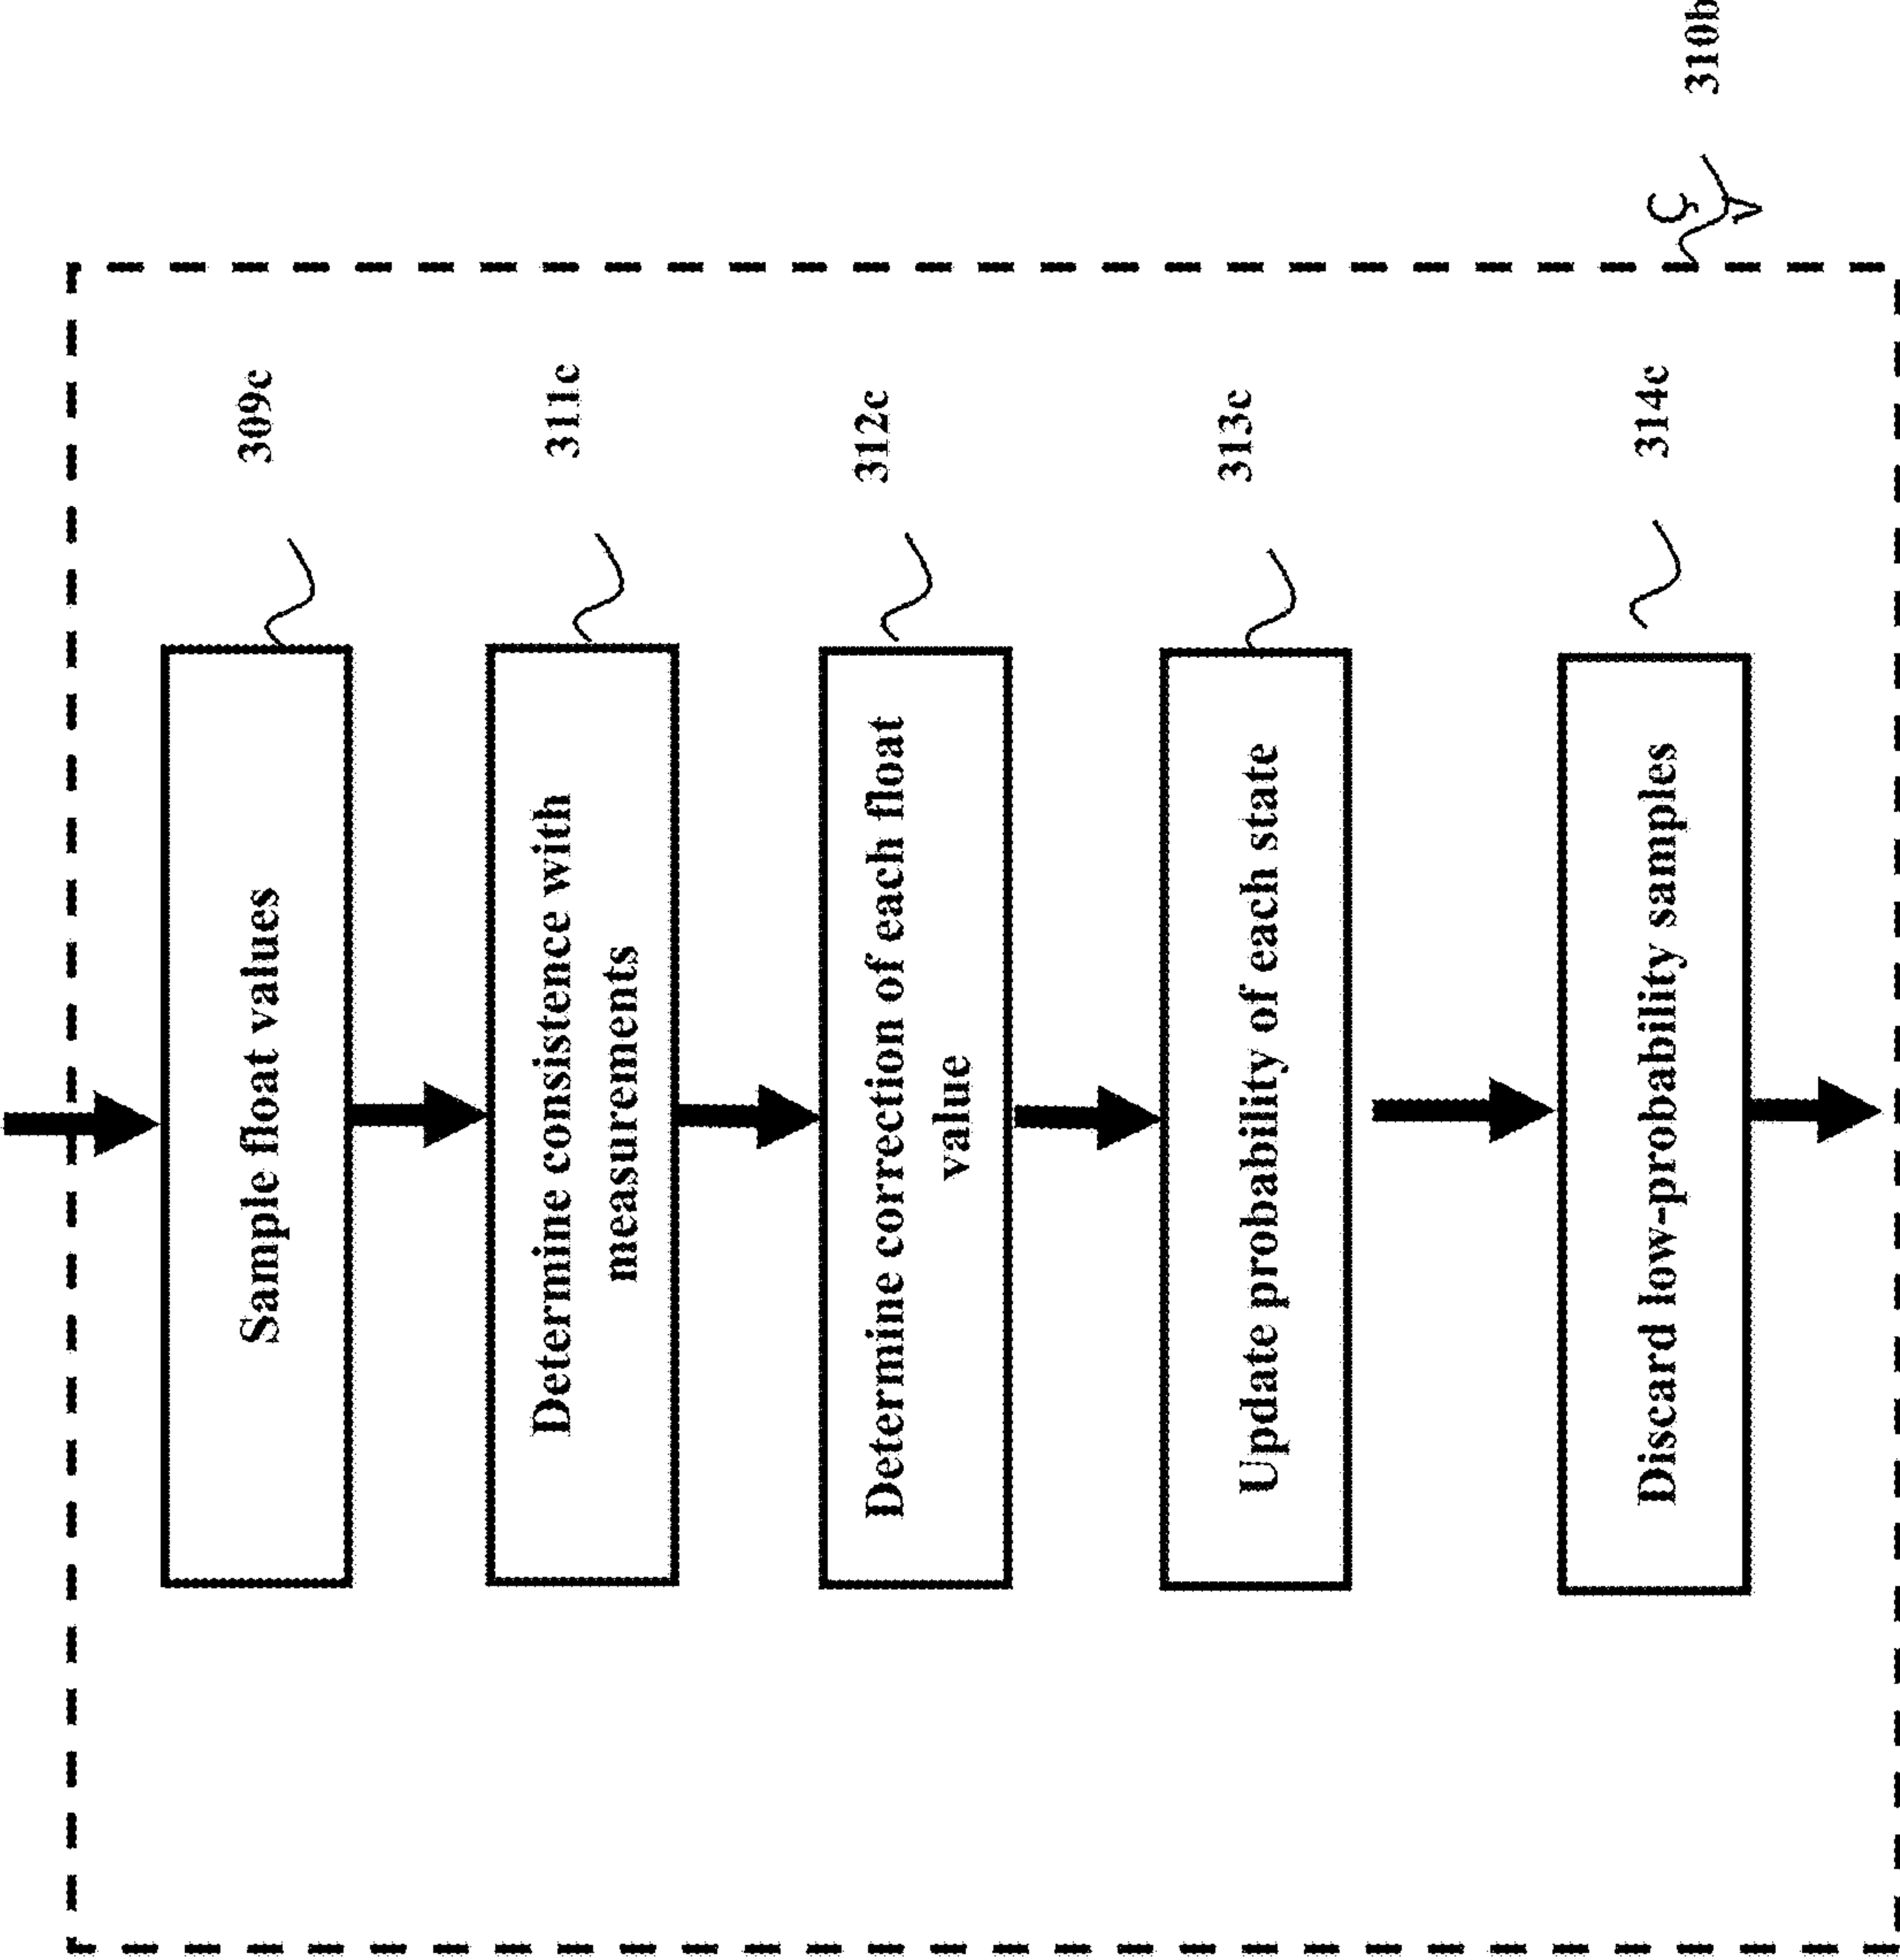 310b
309c
Sample float values
311c
Determine consistence with
measurements
312c
Determine correction of each float
value
313c
Update probability of each state
314c
Discard low-probability samples